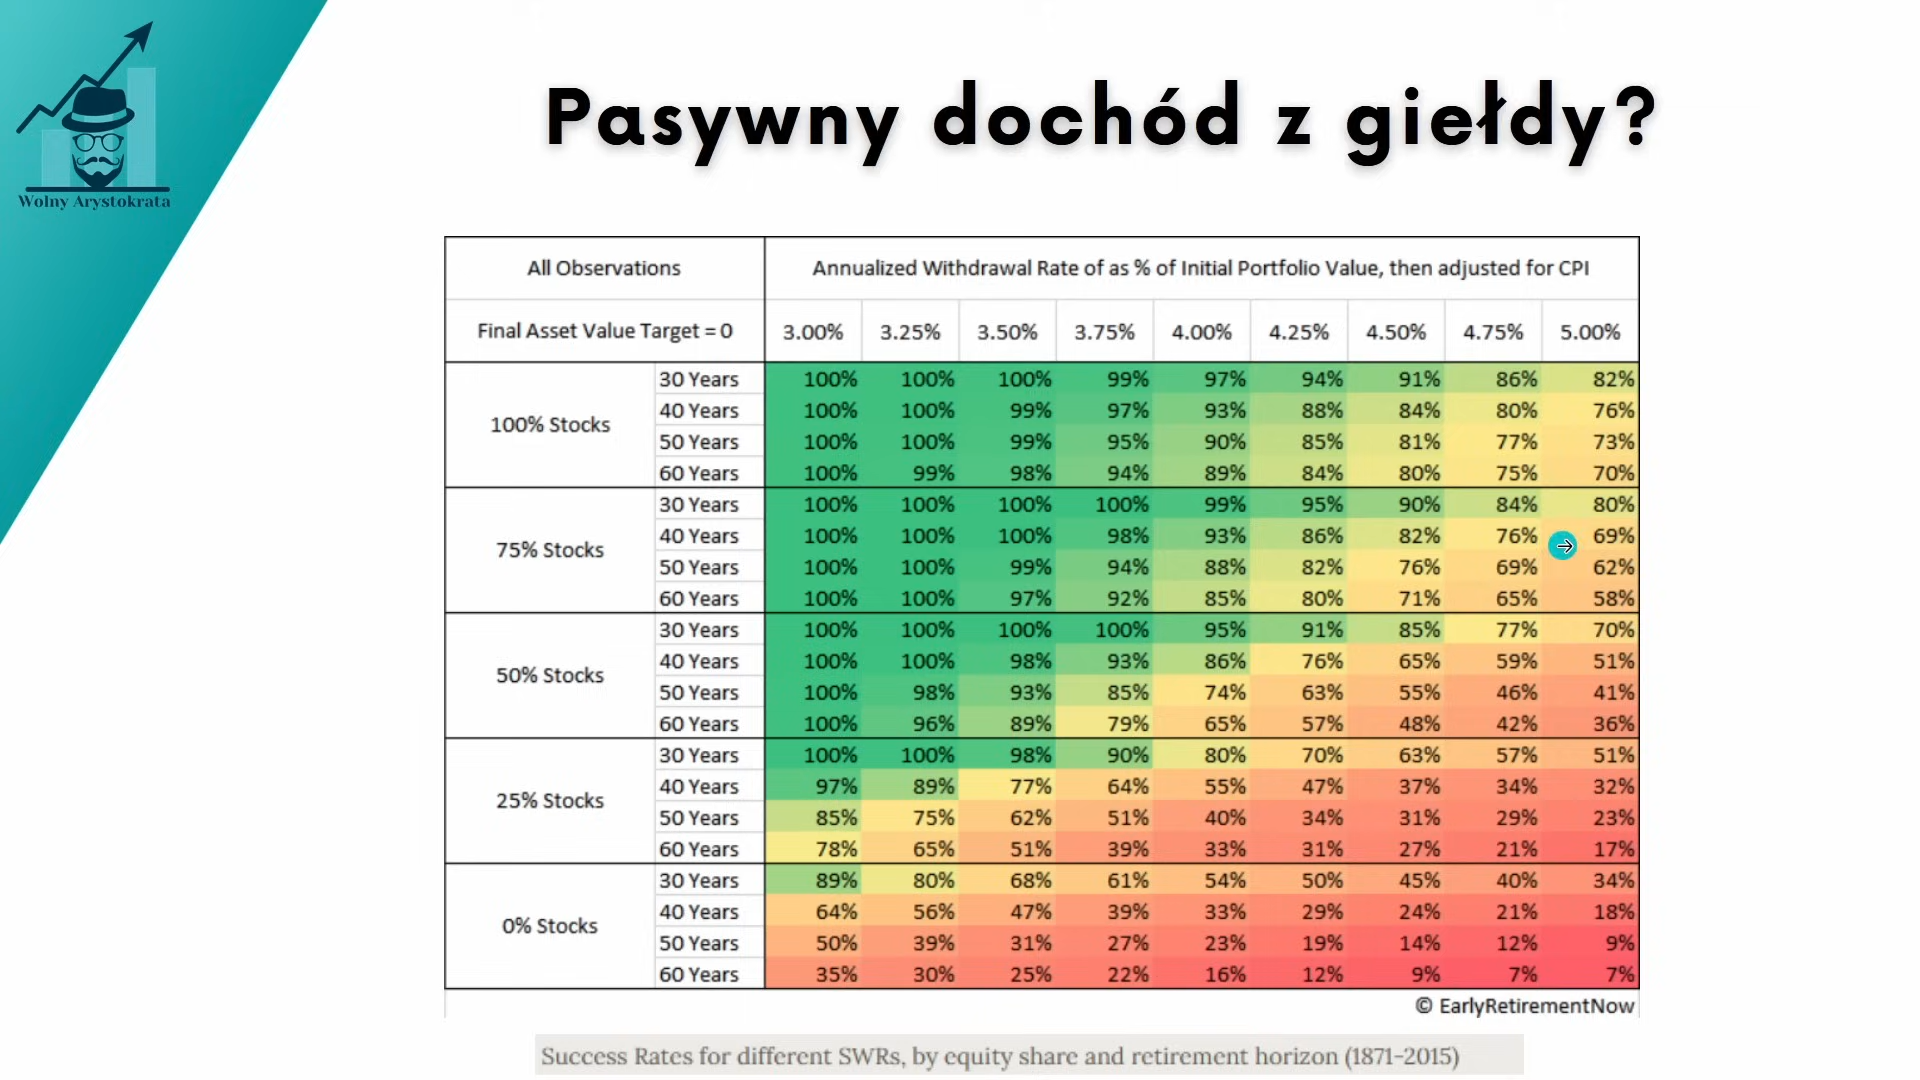 Wolny Arystokrata
Pasywny dochód z giełdy?
All Observations Annualized Withdrawal Rate of as % of Initial Portfolio Value, then adjusted for CPI
Final Asset Value Target = 0 3.00% 3.25% 3.50% 3.75% 4.00% 4.25% 4.50% 4.75% 5.00%
100% Stocks
30 Years 100% 100% 100% 99% 97% 94% 91% 86% 82%
40 Years 100% 100% 99% 97% 93% 88% 84% 80% 76%
50 Years 100% 100% 99% 95% 90% 85% 81% 77% 73%
60 Years 100% 99% 98% 94% 89% 84% 80% 75% 70%
75% Stocks
30 Years 100% 100% 100% 100% 99% 95% 90% 84% 80%
40 Years 100% 100% 100% 98% 93% 86% 82% 76% 69%
50 Years 100% 100% 99% 94% 88% 82% 76% 69% 62%
60 Years 100% 100% 97% 92% 85% 80% 71% 65% 58%
50% Stocks
30 Years 100% 100% 100% 100% 95% 91% 85% 77% 70%
40 Years 100% 100% 98% 93% 86% 76% 65% 59% 51%
50 Years 100% 98% 93% 85% 74% 63% 55% 46% 41%
60 Years 100% 96% 89% 79% 65% 57% 48% 42% 36%
25% Stocks
30 Years 100% 100% 98% 90% 80% 70% 63% 57% 51%
40 Years 97% 89% 77% 64% 55% 47% 37% 34% 32%
50 Years 85% 75% 62% 51% 40% 34% 31% 29% 23%
60 Years 78% 65% 51% 39% 33% 31% 27% 21% 17%
0% Stocks
30 Years 89% 80% 68% 61% 54% 50% 45% 40% 34%
40 Years 64% 56% 47% 39% 33% 29% 24% 21% 18%
50 Years 50% 39% 31% 27% 23% 19% 14% 12% 9%
60 Years 35% 30% 25% 22% 16% 12% 9% 7% 7%
© EarlyRetirementNow
Success Rates for different SWRs, by equity share and retirement horizon (1871-2015)